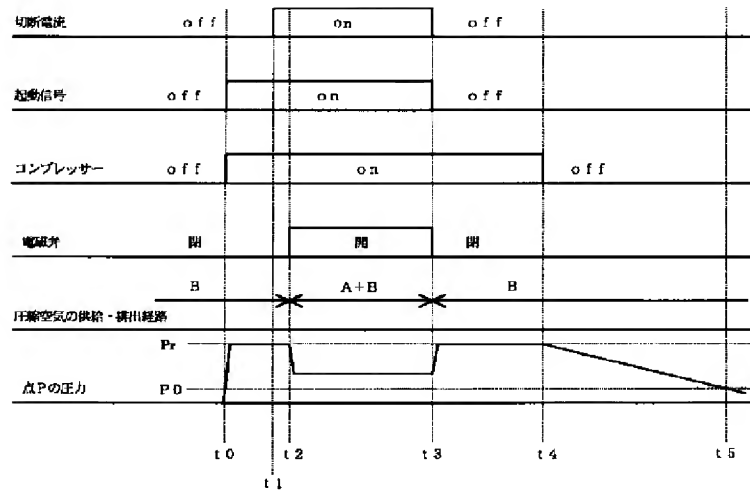 切断電流 off on off
起動信号 off on off
コンプレッサー off on off
電磁弁 閉 開 閉
B A+B B
圧縮空気の供給・排出経路
Pr
点Pの圧力 P0
t0 t2 t3 t4 t5
t1